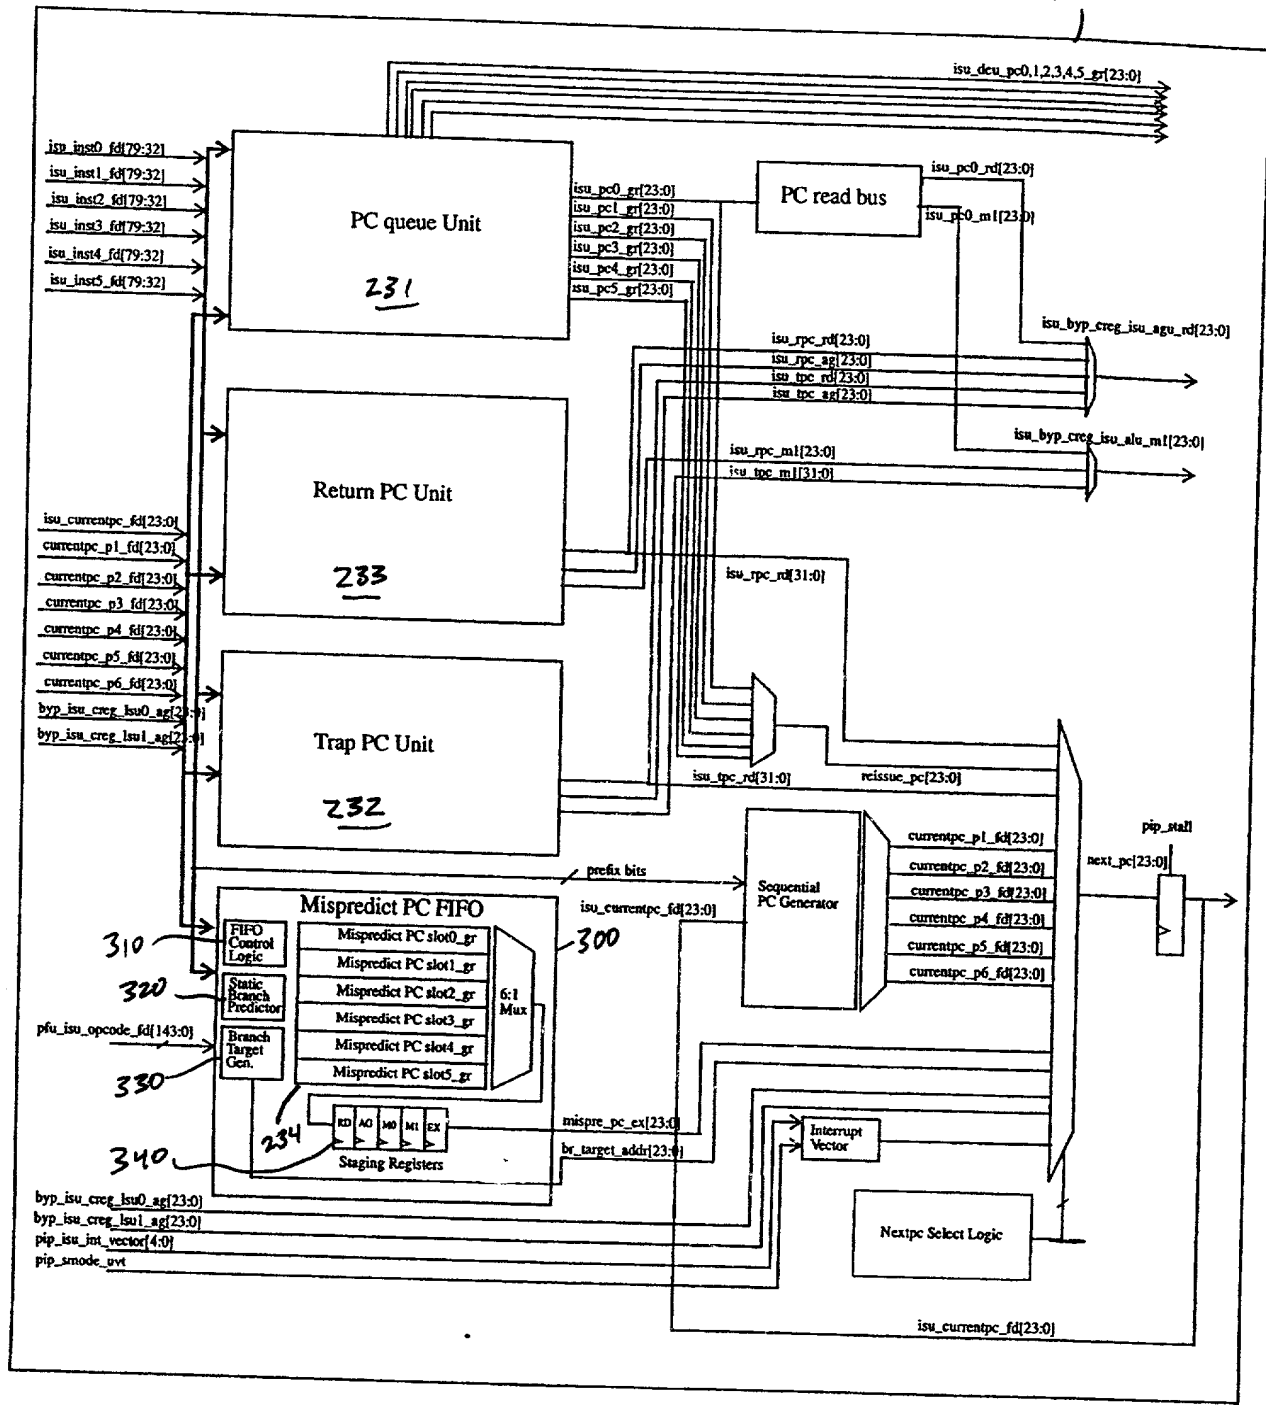 isu_dcu_pc0,1,2,3,4,5_gr[23:0]
isu_inst0_fd[79:32]
isu_inst1_fd[79:32]
isu_inst2_fd[79:32]
isu_inst3_fd[79:32]
isu_inst4_fd[79:32]
isu_inst5_fd[79:32]
PC queue Unit
231
isu_pc0_gr[23:0]
isu_pc1_gr[23:0]
isu_pc2_gr[23:0]
isu_pc3_gr[23:0]
isu_pc4_gr[23:0]
isu_pc5_gr[23:0]
PC read bus
isu_pc0_rd[23:0]
isu_pc0_m1[23:0]
isu_byp_creg_isu_agu_rd[23:0]
isu_rpc_rd[23:0]
isu_rpc_ag[23:0]
isu_tpc_rd[23:0]
isu_tpc_ag[23:0]
isu_byp_creg_isu_alu_m1[23:0]
isu_rpc_m1[23:0]
isu_tpc_m1[31:0]
Return PC Unit
233
isu_currentpc_fd[23:0]
currentpc_p1_fd[23:0]
currentpc_p2_fd[23:0]
currentpc_p3_fd[23:0]
currentpc_p4_fd[23:0]
currentpc_p5_fd[23:0]
currentpc_p6_fd[23:0]
byp_isu_creg_lsu0_ag[23:0]
byp_isu_creg_lsu1_ag[23:0]
isu_rpc_rd[31:0]
Trap PC Unit
232
isu_tpc_rd[31:0]
reissue_pc[23:0]
prefix bits
isu_currentpc_fd[23:0]
Sequential
PC Generator
currentpc_p1_fd[23:0]
currentpc_p2_fd[23:0]
currentpc_p3_fd[23:0]
currentpc_p4_fd[23:0]
currentpc_p5_fd[23:0]
currentpc_p6_fd[23:0]
pip_stall
next_pc[23:0]
Mispredict PC FIFO
300
310
FIFO
Control
Logic
320
Static
Branch
Predictor
pfu_isu_opcode_fd[143:0]
330
Branch
Target
Gen.
Mispredict PC slot0_gr
Mispredict PC slot1_gr
Mispredict PC slot2_gr
Mispredict PC slot3_gr
Mispredict PC slot4_gr
Mispredict PC slot5_gr
6:1
Mux
234
340
RD AG M0 M1 EX
Staging Registers
mispre_pc_ex[23:0]
br_target_addr[23:0]
Interrupt
Vector
byp_isu_creg_lsu0_ag[23:0]
byp_isu_creg_lsu1_ag[23:0]
pip_isu_int_vector[4:0]
pip_smode_uvt
Nextpc Select Logic
isu_currentpc_fd[23:0]